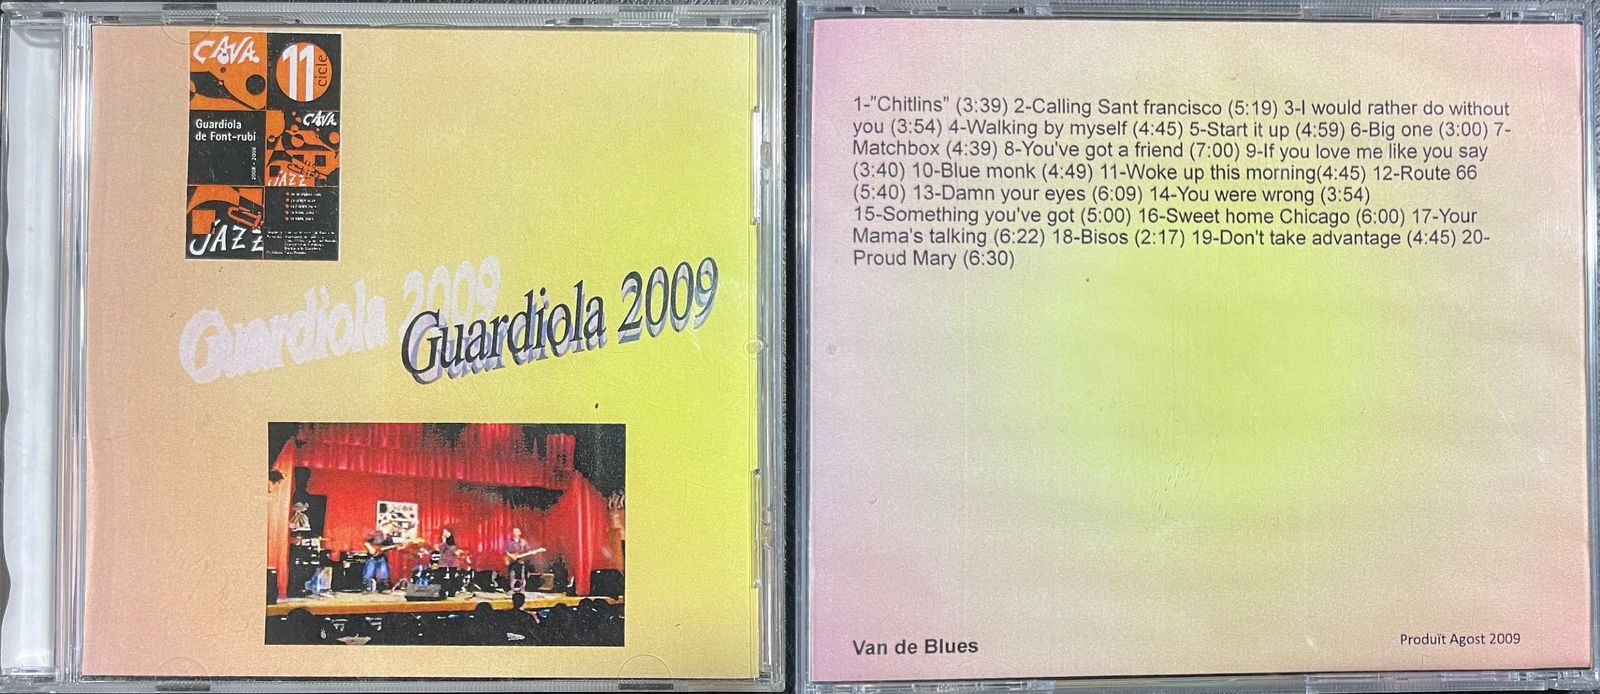 CAVA
11
cicle
Guardiola
de Font-rubí
2008 - 2009
CAVA
JAZZ
JAZZ
Guardiola 2009
Guardiola 2009
1-"Chitlins" (3:39) 2-Calling Sant francisco (5:19) 3-I would rather do without
you (3:54) 4-Walking by myself (4:45) 5-Start it up (4:59) 6-Big one (3:00) 7-
Matchbox (4:39) 8-You've got a friend (7:00) 9-If you love me like you say
(3:40) 10-Blue monk (4:49) 11-Woke up this morning(4:45) 12-Route 66
(5:40) 13-Damn your eyes (6:09) 14-You were wrong (3:54)
15-Something you've got (5:00) 16-Sweet home Chicago (6:00) 17-Your
Mama's talking (6:22) 18-Bisos (2:17) 19-Don't take advantage (4:45) 20-
Proud Mary (6:30)
Van de Blues
Produït Agost 2009